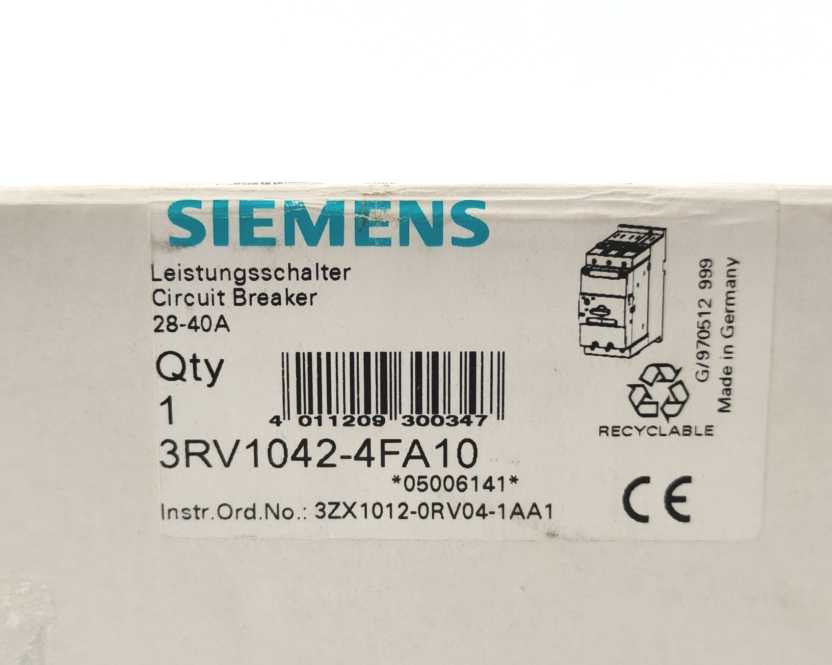 SIEMENS
Leistungsschalter
Circuit Breaker
28-40A
Qty
1
4 011209 300347
3RV1042-4FA10
*05006141*
Instr.Ord.No.: 3ZX1012-0RV04-1AA1
RECYCLABLE
G/970512 999
Made in Germany
CE